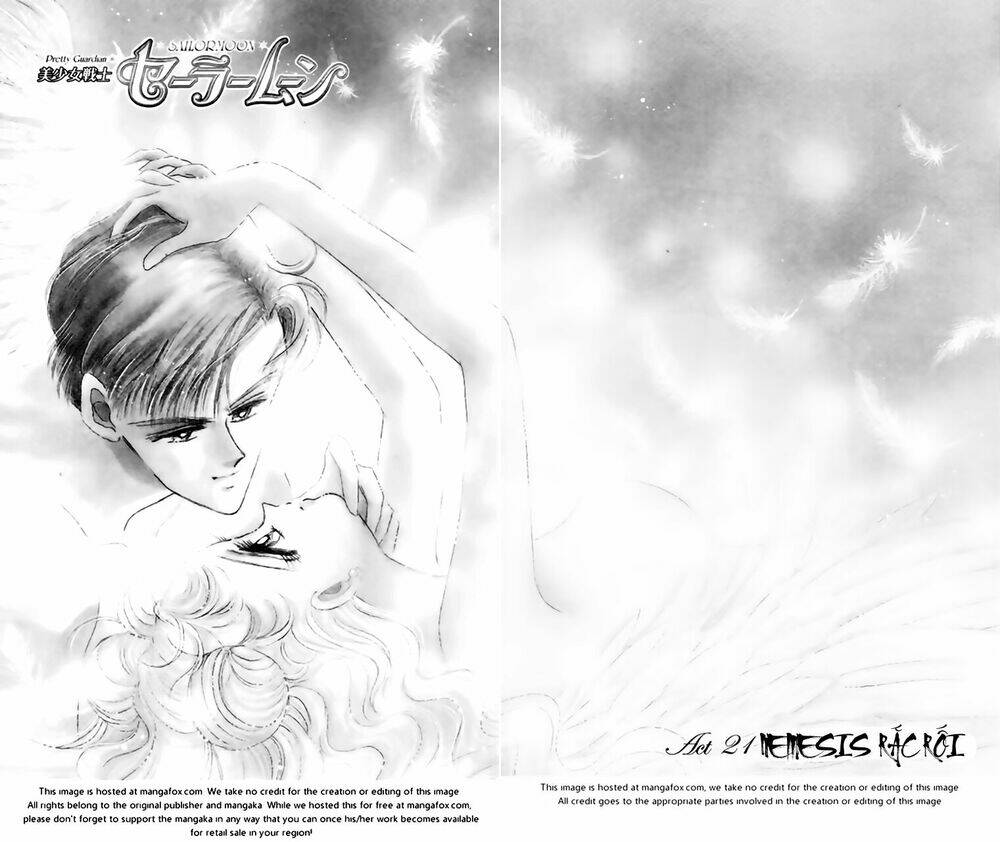 SAILORMOON
Pretty Guardian
美少女戦士
セーラームーン
Act 21 NEMESIS RẮC RỐI
This image is hosted at mangafox.com We take no credit for the creation or editing of this image
All rights belong to the original publisher and mangaka While we hosted this for free at mangafox.com,
please don't forget to support the mangaka in any way that you can once his/her work becomes available
for retail sale in your region!
This image is hosted at mangafox.com, we take no credit for the creation or editing of this image
All credit goes to the appropriate parties involved in the creation or editing of this image